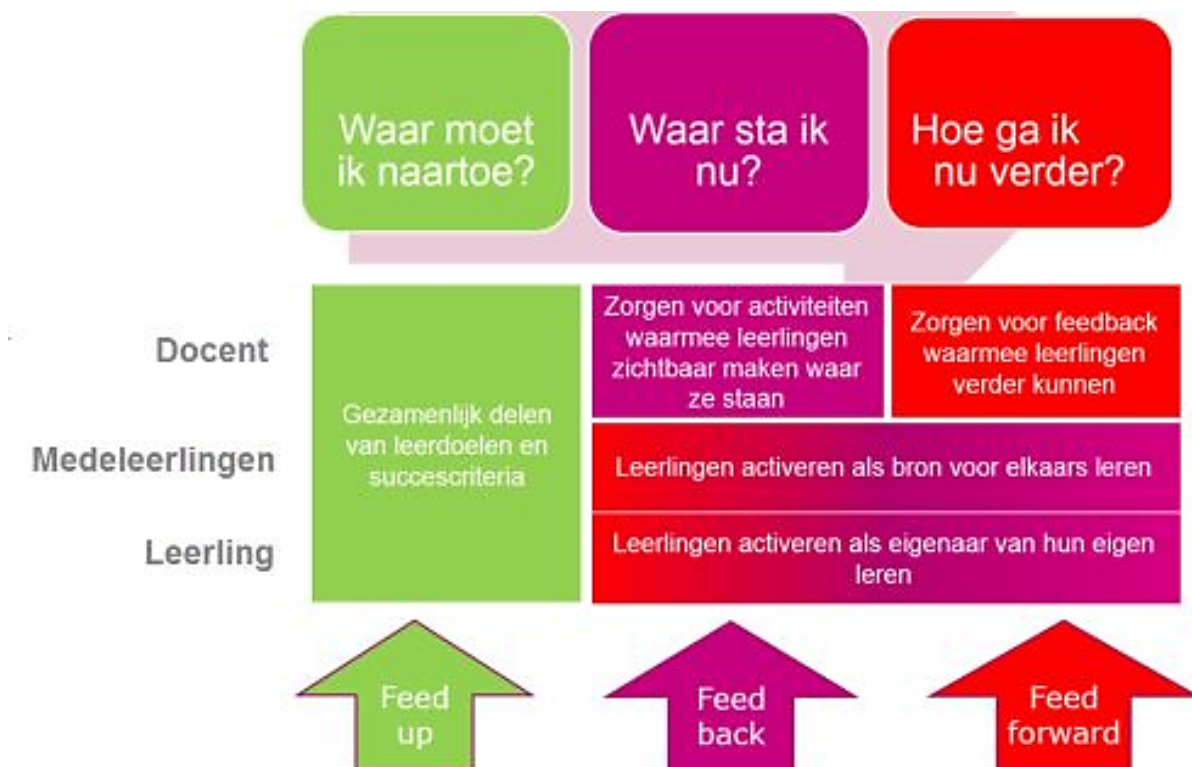 Waar moet
ik naartoe?
Waar sta ik
nu?
Hoe ga ik
nu verder?
Docent
Medeleerlingen
Leerling
Gezamenlijk delen
van leerdoelen en
succescriteria
Zorgen voor activiteiten
waarmee leerlingen
zichtbaar maken waar
ze staan
Zorgen voor feedback
waarmee leerlingen
verder kunnen
Leerlingen activeren als bron voor elkaars leren
Leerlingen activeren als eigenaar van hun eigen
leren
Feed
up
Feed
back
Feed
forward